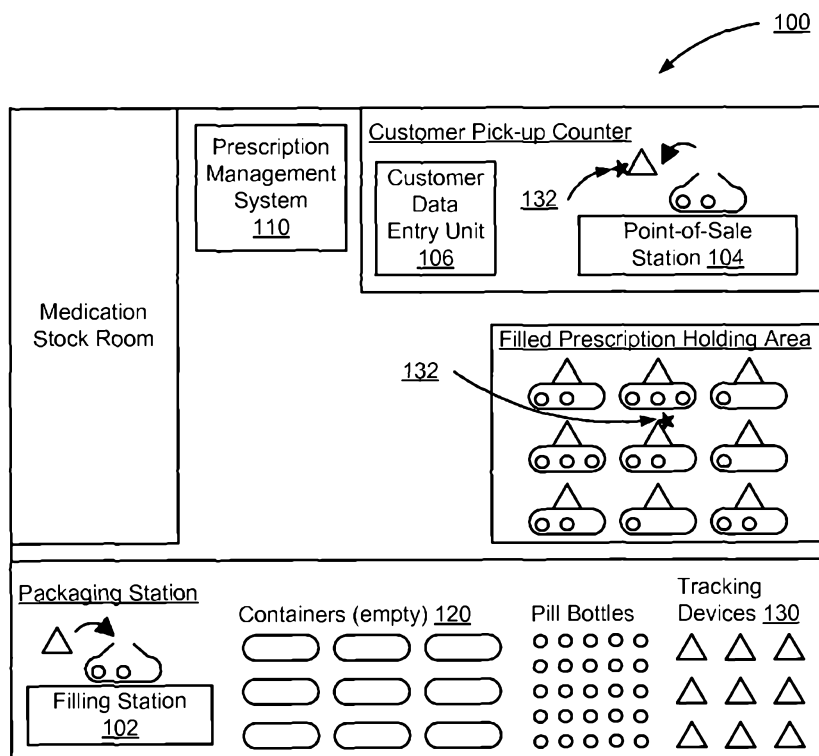 100
Customer Pick-up Counter
Prescription
Management
System
110
Customer
Data
Entry Unit
106
132
Point-of-Sale
Station 104
Medication
Stock Room
Filled Prescription Holding Area
132
Packaging Station
Containers (empty) 120
Pill Bottles
Tracking
Devices 130
Filling Station
102